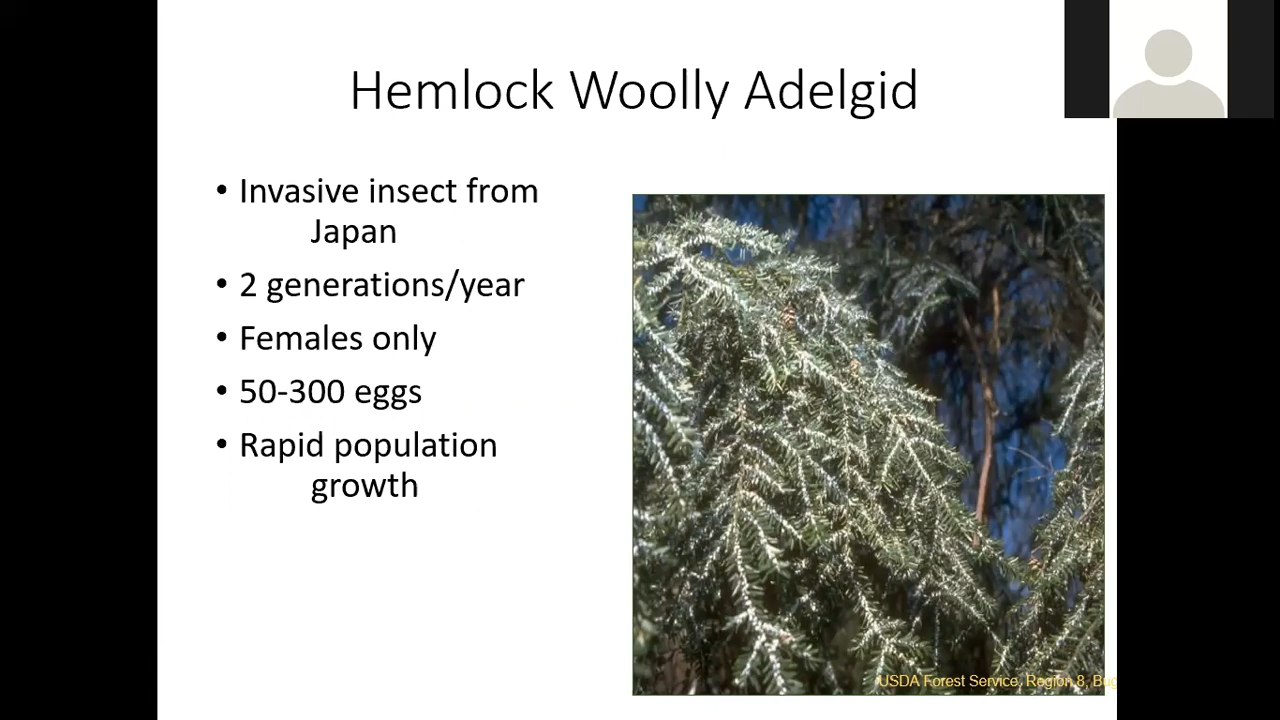 Hemlock Woolly Adelgid
• Invasive insect from
Japan
• 2 generations/year
• Females only
• 50-300 eggs
• Rapid population
growth
USDA Forest Service, Region 8, Bug